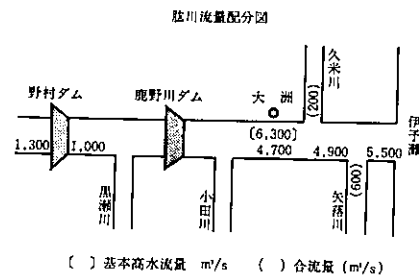 肱川流量配分図
野村ダム
鹿野川ダム
大洲
久米川
(200)
伊予灘
1,300
1,000
〔6,300〕
4,700
4,900
5,500
黒瀬川
小田川
矢落川
(600)
〔 〕基本高水流量 m³/s ( )合流量(m³/s)